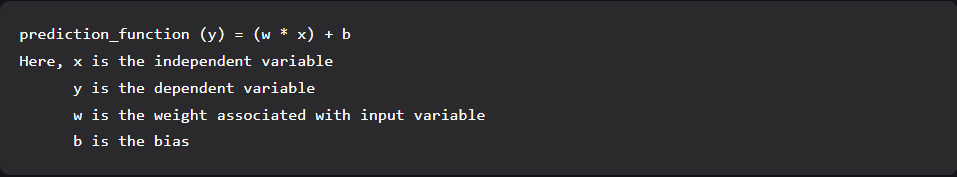 prediction_function (y) = (w * x) + b
Here, x is the independent variable
y is the dependent variable
w is the weight associated with input variable
b is the bias